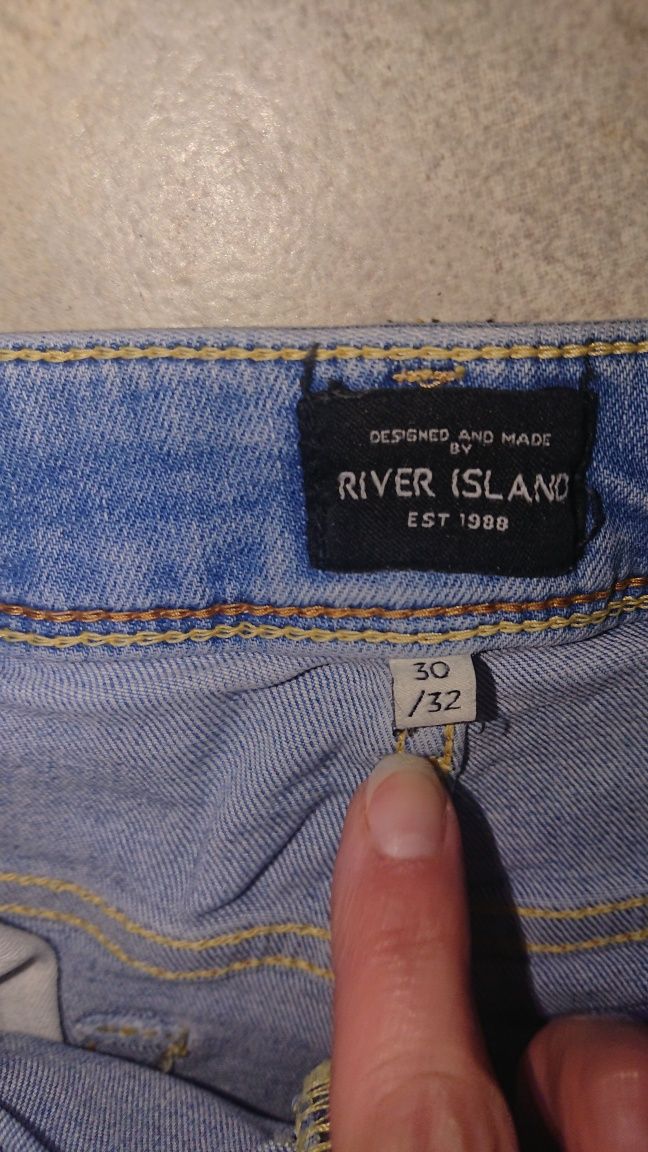 DESIGNED AND MADE
BY
RIVER ISLAND
EST 1988
30
/32